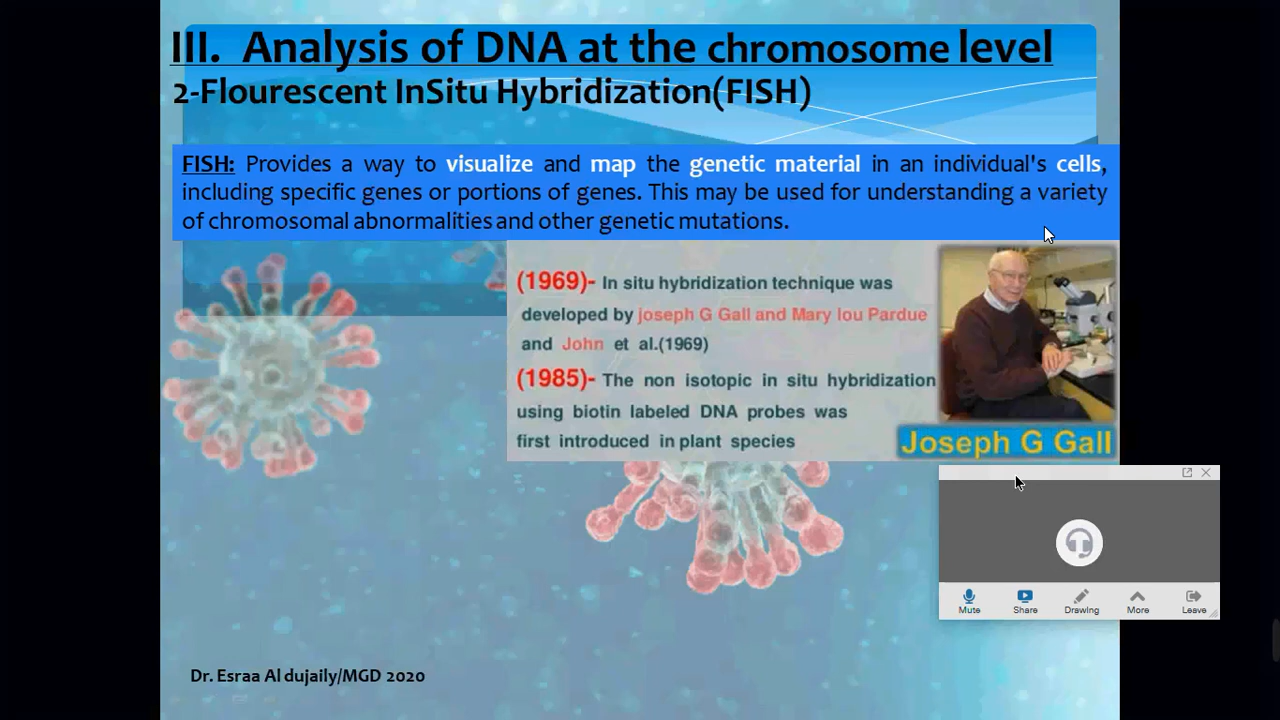 III. Analysis of DNA at the chromosome level
2-Flourescent InSitu Hybridization(FISH)
FISH: Provides a way to visualize and map the genetic material in an individual's cells,
including specific genes or portions of genes. This may be used for understanding a variety
of chromosomal abnormalities and other genetic mutations.
(1969)- In situ hybridization technique was
developed by joseph G Gall and Mary lou Pardue
and John et al.(1969)
(1985)- The non isotopic in situ hybridization
using biotin labeled DNA probes was
first introduced in plant species
Joseph G Gall
Mute Share Drawing More Leave
Dr. Esraa Al dujaily/MGD 2020